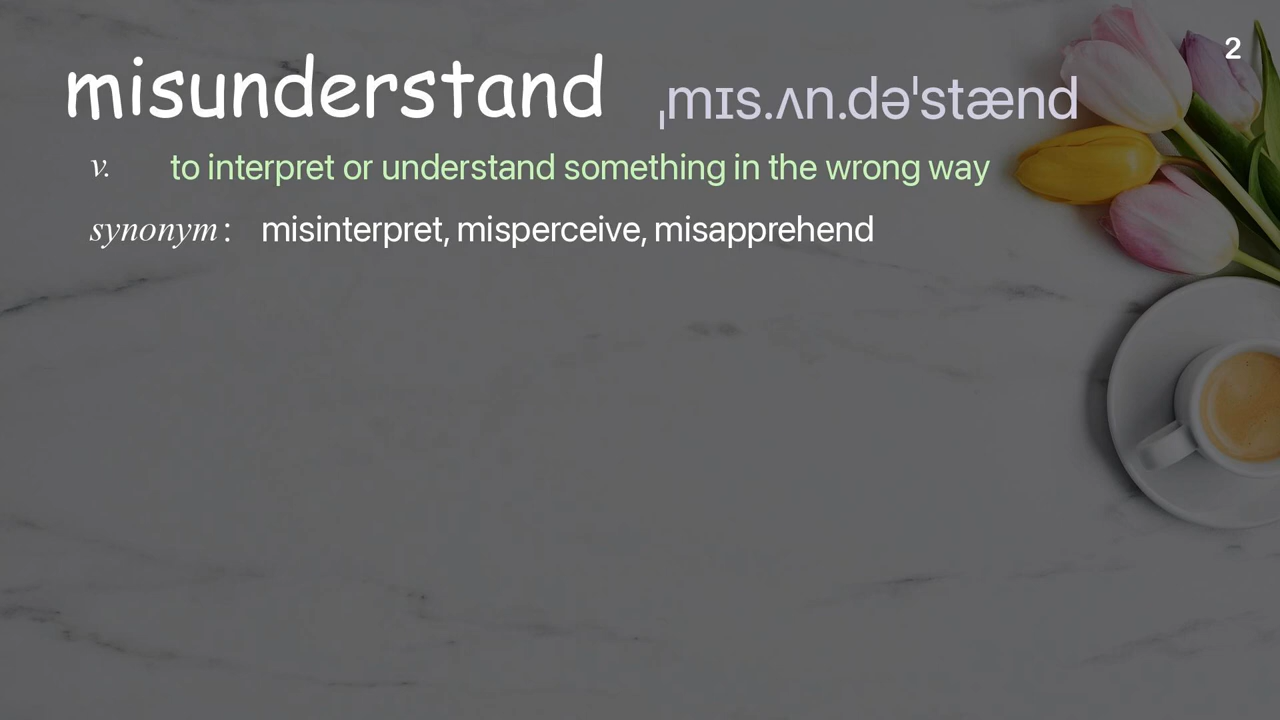 2
misunderstand ˌmɪs.ʌn.dəˈstænd
v. to interpret or understand something in the wrong way
synonym: misinterpret, misperceive, misapprehend